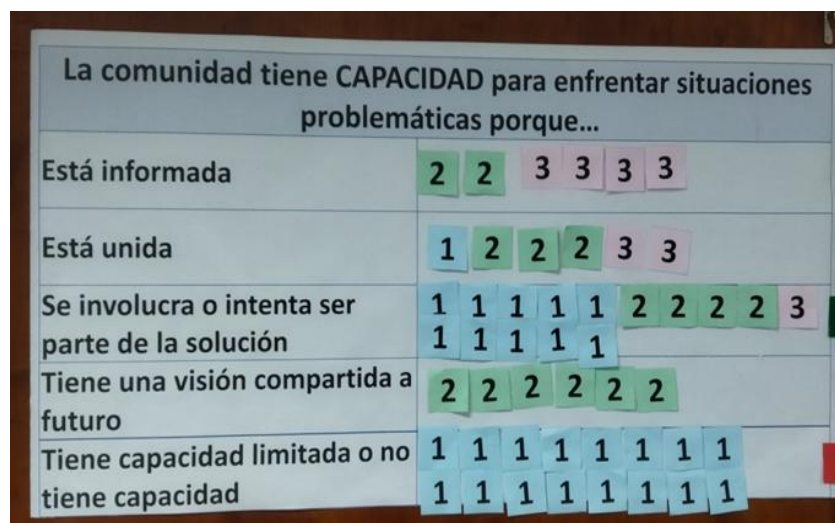 La comunidad tiene CAPACIDAD para enfrentar situaciones
problemáticas porque...
Está informada
2 2 3 3 3 3
Está unida
1 2 2 2 3 3
Se involucra o intenta ser
parte de la solución
1 1 1 1 1 2 2 2 2 3
1 1 1 1 1
Tiene una visión compartida a
futuro
2 2 2 2 2 2
Tiene capacidad limitada o no
tiene capacidad
1 1 1 1 1 1 1 1
1 1 1 1 1 1 1 1